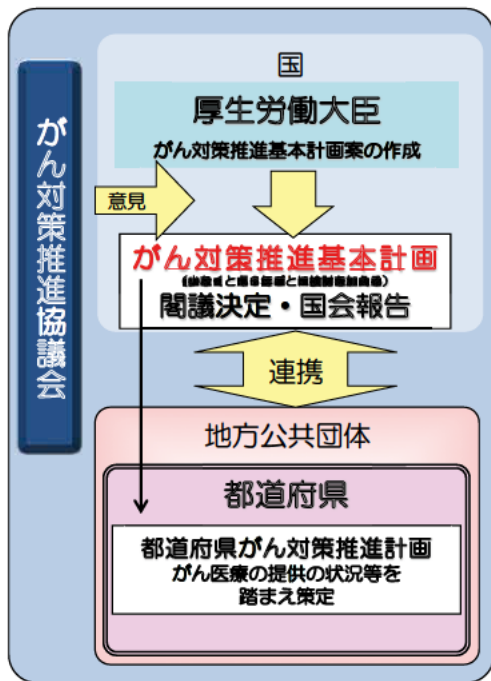 がん対策推進協議会
国
厚生労働大臣
がん対策推進基本計画案の作成
意見
がん対策推進基本計画
閣議決定・国会報告
連携
地方公共団体
都道府県
都道府県がん対策推進計画
がん医療の提供の状況等を
踏まえ策定